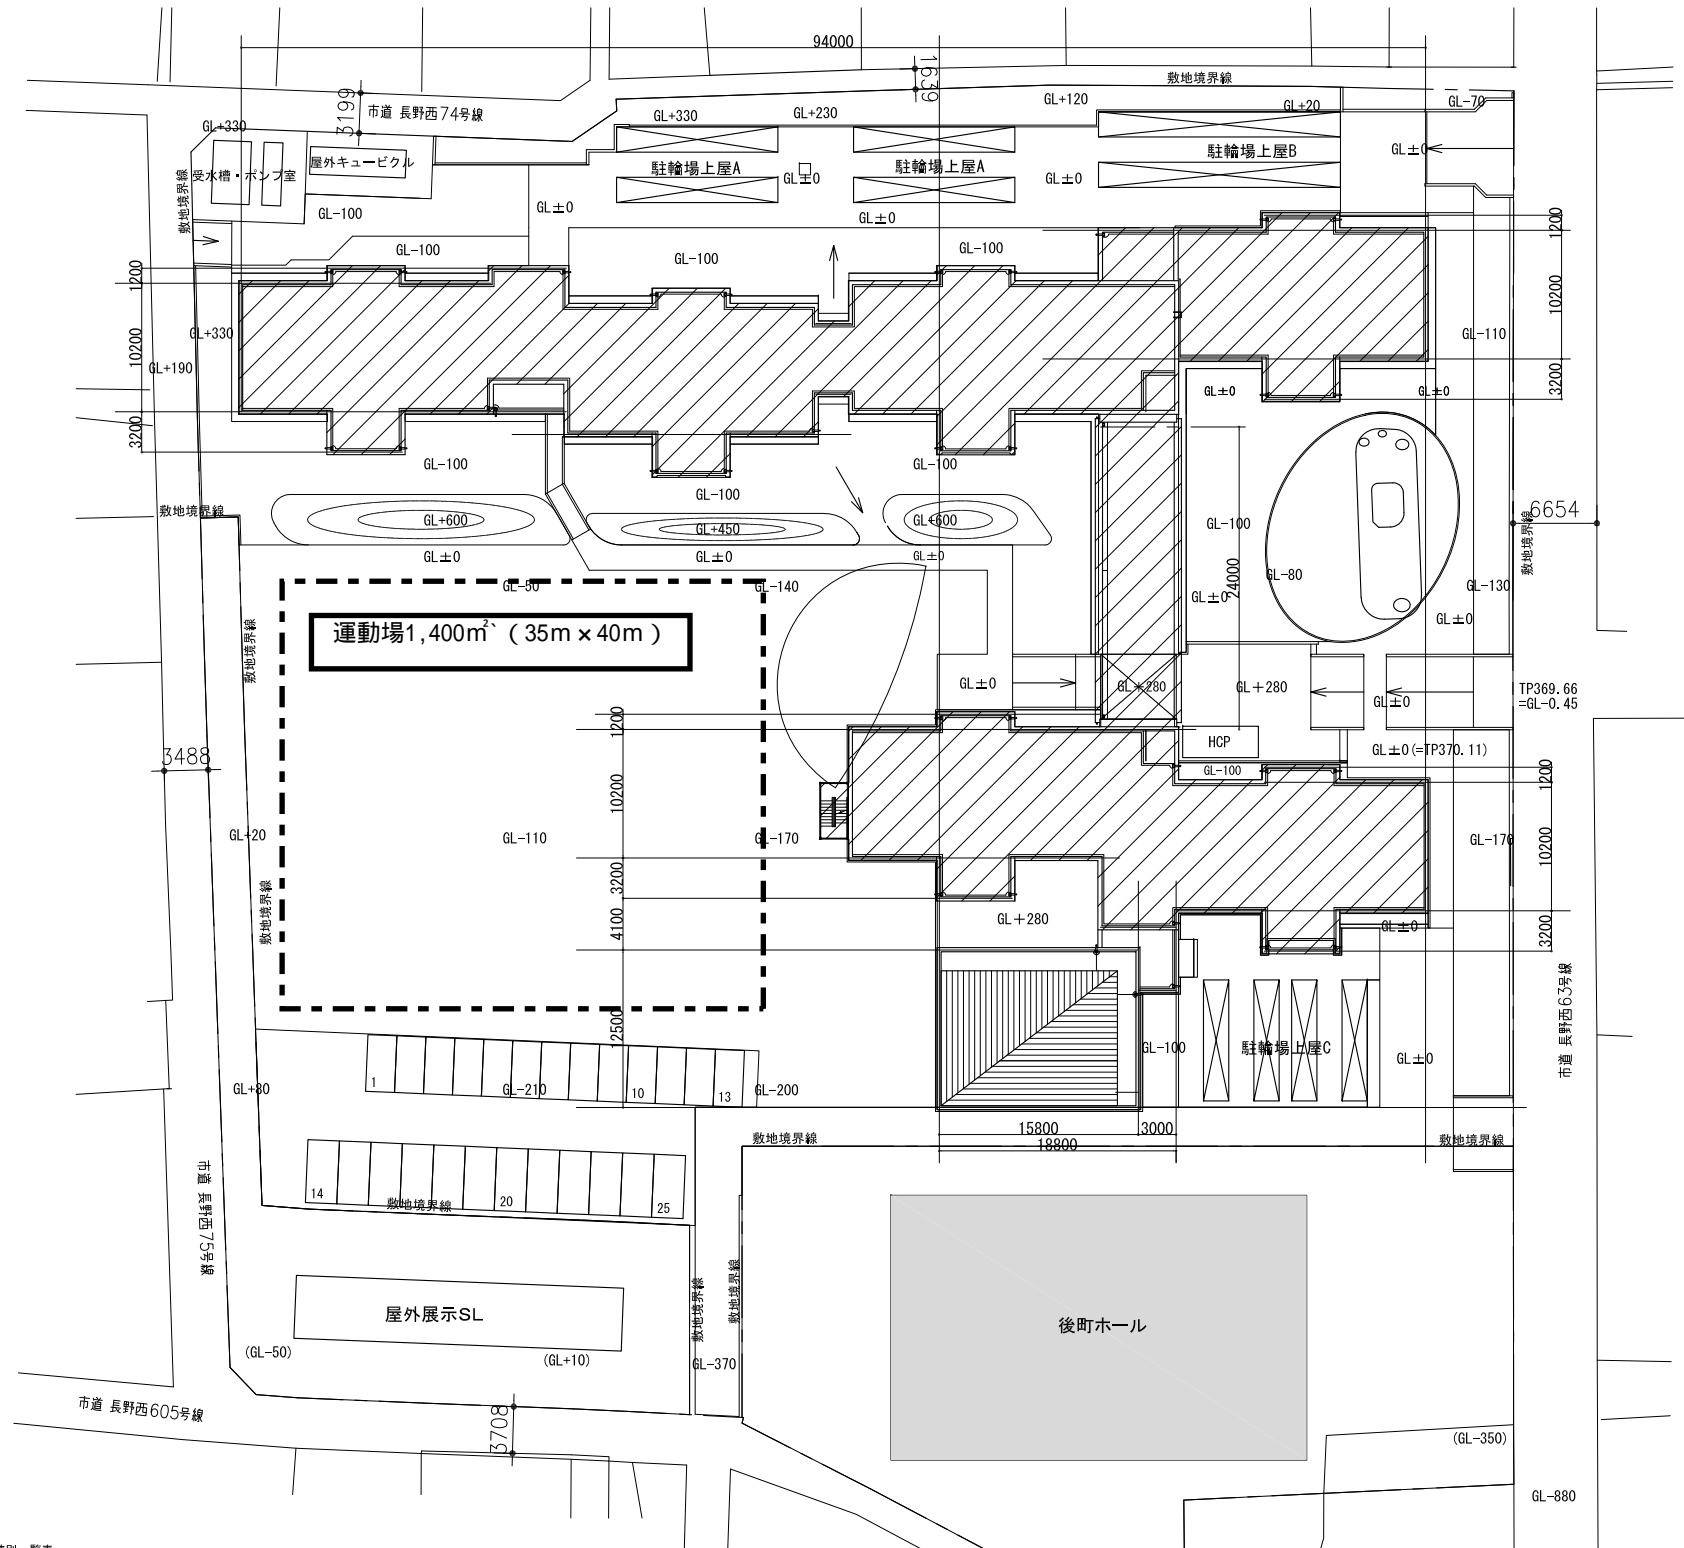 94000
1639
敷地境界線
3199
市道 長野西74号線
GL+330
GL+230
GL+120
GL+20
GL-70
GL+330
屋外キュービクル
受水槽・ポンプ室
駐輪場上屋A
GL±0
駐輪場上屋A
GL±0
駐輪場上屋B
GL±0
敷地境界線
GL-100
GL±0
GL±0
GL-100
GL-100
GL-100
1200
10200
3200
GL+330
GL+190
1200
10200
3200
GL-110
GL±0
GL±0
GL-100
GL-100
GL-100
敷地境界線
GL+600
GL+450
GL+600
GL±0
GL±0
GL±0
GL-100
6654
敷地境界線
GL-50
GL-140
24000
GL±0
GL-80
GL-130
GL±0
運動場1,400㎡（35m×40m）
敷地境界線
GL±0
GL+280
GL+280
GL±0
TP369.66
=GL-0.45
1200
10200
3200
4100
12500
HCP
GL±0(=TP370.11)
GL-100
3488
GL+20
GL-110
GL-170
1200
10200
3200
GL-170
敷地境界線
GL+280
GL±0
市道 長野西63号線
GL-100
駐輪場上屋C
GL±0
GL+80
1
GL-210
10
13
GL-200
15800
3000
18800
敷地境界線
敷地境界線
市道 長野西75号線
14
敷地境界線
20
25
屋外展示SL
後町ホール
敷地境界線
敷地境界線
(GL-50)
(GL+10)
GL-370
市道 長野西605号線
3708
(GL-350)
GL-880